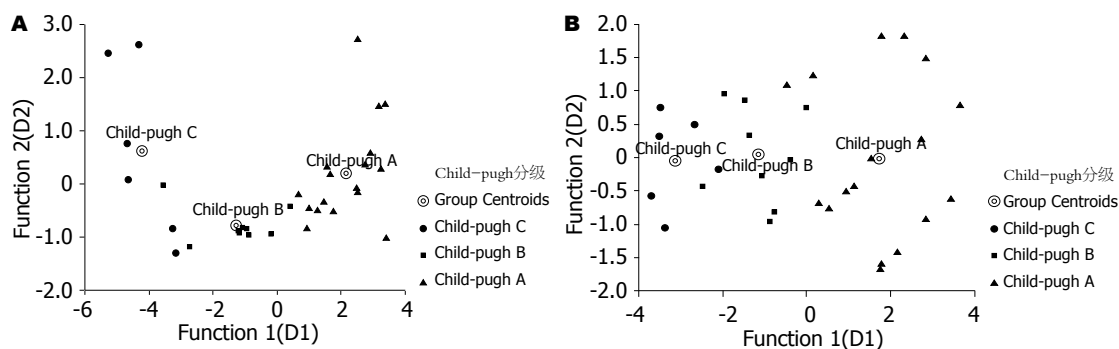 A
3.0
2.0
1.0
0
-1.0
-2.0
Function 2(D2)
Child-pugh C
Child-pugh B
Child-pugh A
-6
-4
-2
0
2
4
Function 1(D1)
Child-pugh分级
Group Centroids
Child-pugh C
Child-pugh B
Child-pugh A
B
2.0
1.5
1.0
0.5
0
-0.5
-1.0
-1.5
-2.0
Function 2(D2)
Child-pugh C
Child-pugh B
Child-pugh A
-4
-2
0
2
4
Function 1(D1)
Child-pugh分级
Group Centroids
Child-pugh C
Child-pugh B
Child-pugh A